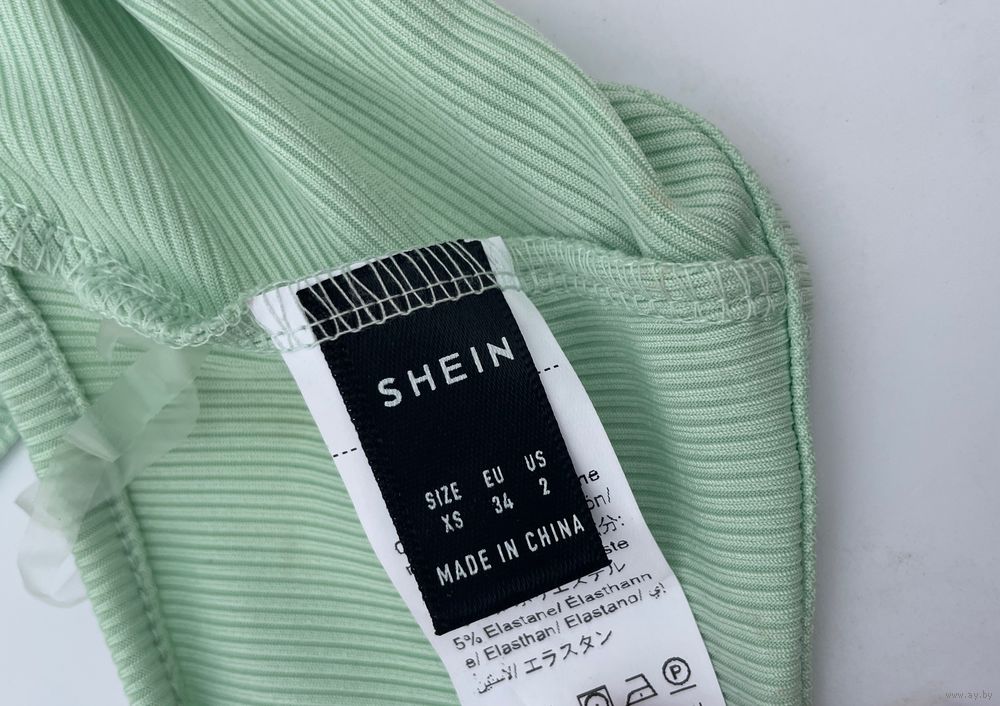 SHEIN
SIZE EU US
XS 34 2
MADE IN CHINA
5% Elastane/ Élasthann
e/ Elasthan/ Elastano/
エラスタン
P
www.ay.by